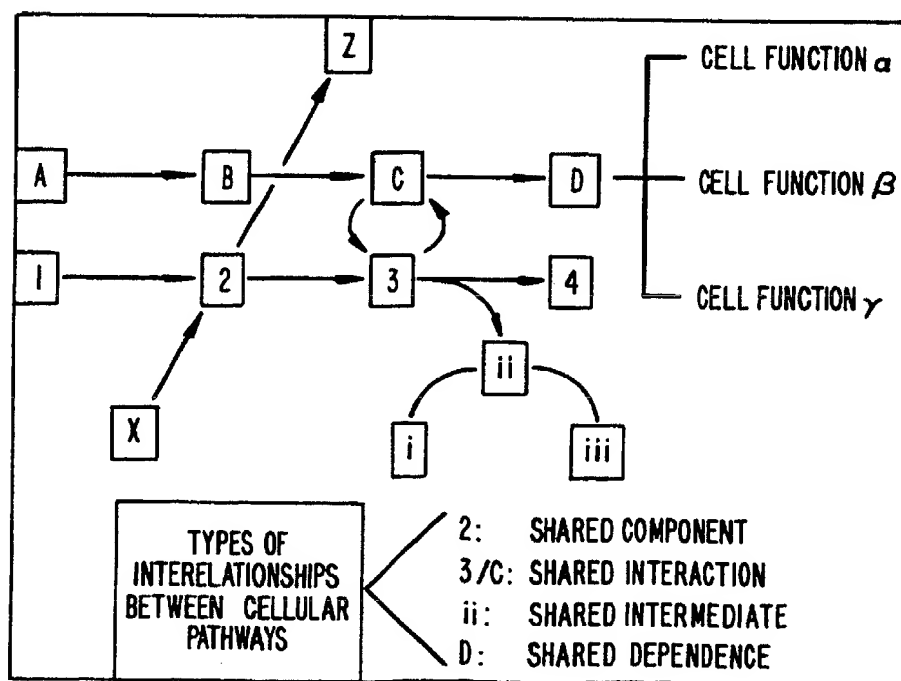 Z
CELL FUNCTION α
A
B
C
D
CELL FUNCTION β
1
2
3
4
CELL FUNCTION γ
ii
X
i
iii
TYPES OF
INTERELATIONSHIPS
BETWEEN CELLULAR
PATHWAYS
2: SHARED COMPONENT
3/C: SHARED INTERACTION
ii: SHARED INTERMEDIATE
D: SHARED DEPENDENCE